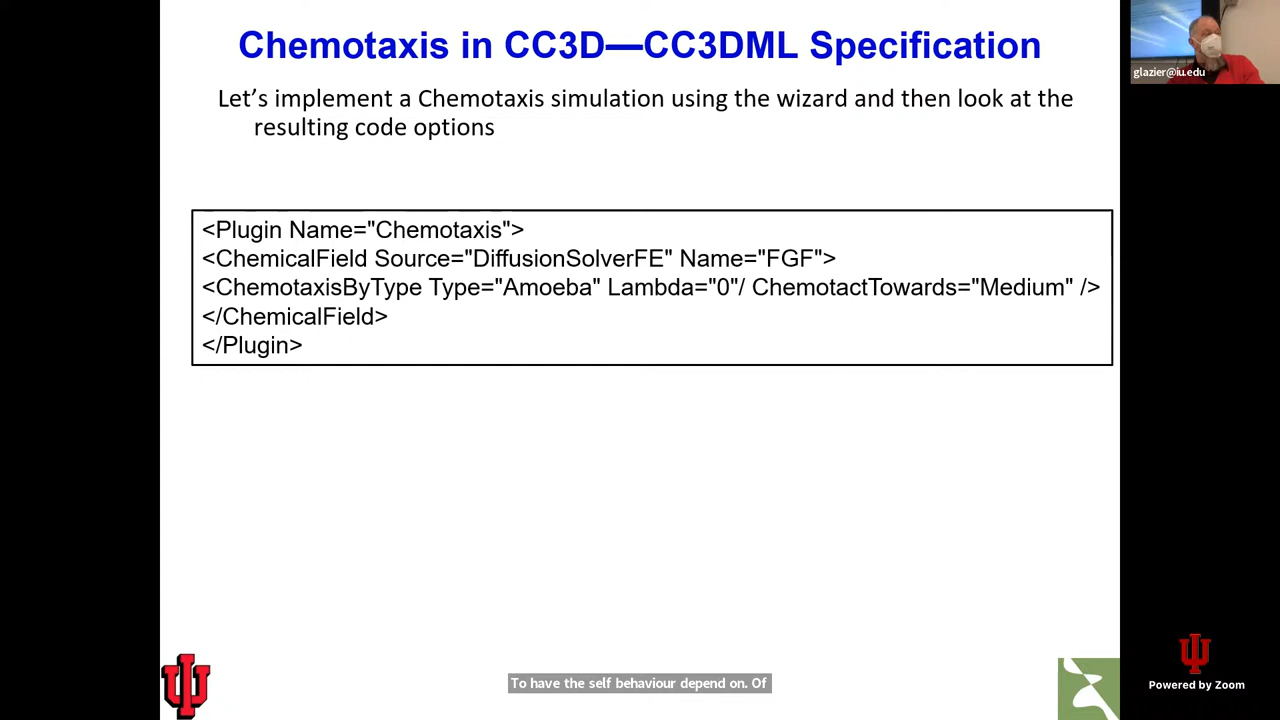 Chemotaxis in CC3D—CC3DML Specification
glazier@iu.edu
Let's implement a Chemotaxis simulation using the wizard and then look at the
resulting code options
<Plugin Name="Chemotaxis">
<ChemicalField Source="DiffusionSolverFE" Name="FGF">
<ChemotaxisByType Type="Amoeba" Lambda="0"/ ChemotactTowards="Medium" />
</ChemicalField>
</Plugin>
To have the self behaviour depend on. Of
Powered by Zoom